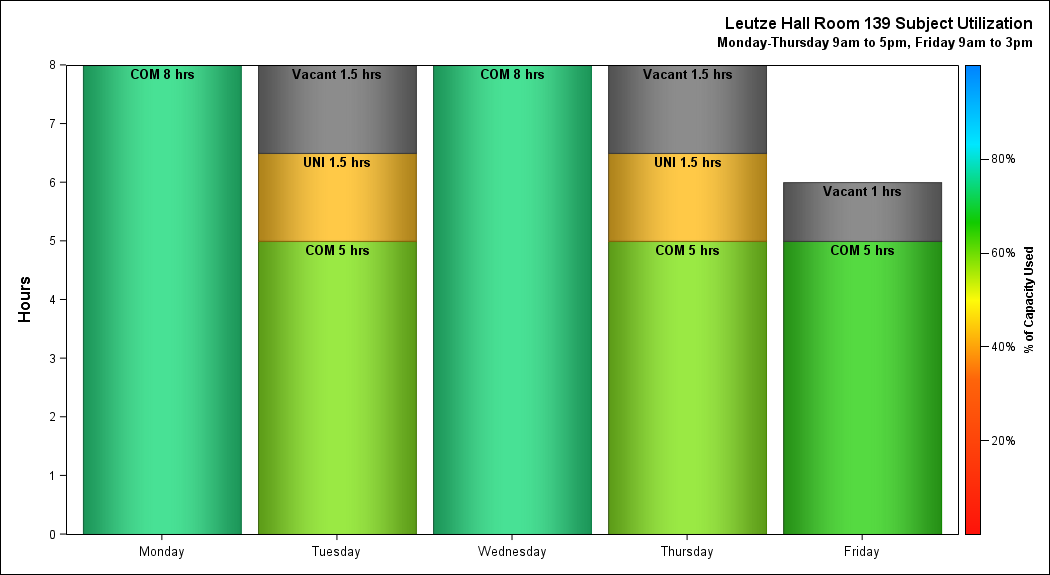 Leutze Hall Room 139 Subject Utilization
Monday-Thursday 9am to 5pm, Friday 9am to 3pm
Hours
8
7
6
5
4
3
2
1
0
COM 8 hrs
Vacant 1.5 hrs
UNI 1.5 hrs
COM 5 hrs
COM 8 hrs
Vacant 1.5 hrs
UNI 1.5 hrs
COM 5 hrs
Vacant 1 hrs
COM 5 hrs
Monday
Tuesday
Wednesday
Thursday
Friday
80%
60%
40%
20%
% of Capacity Used